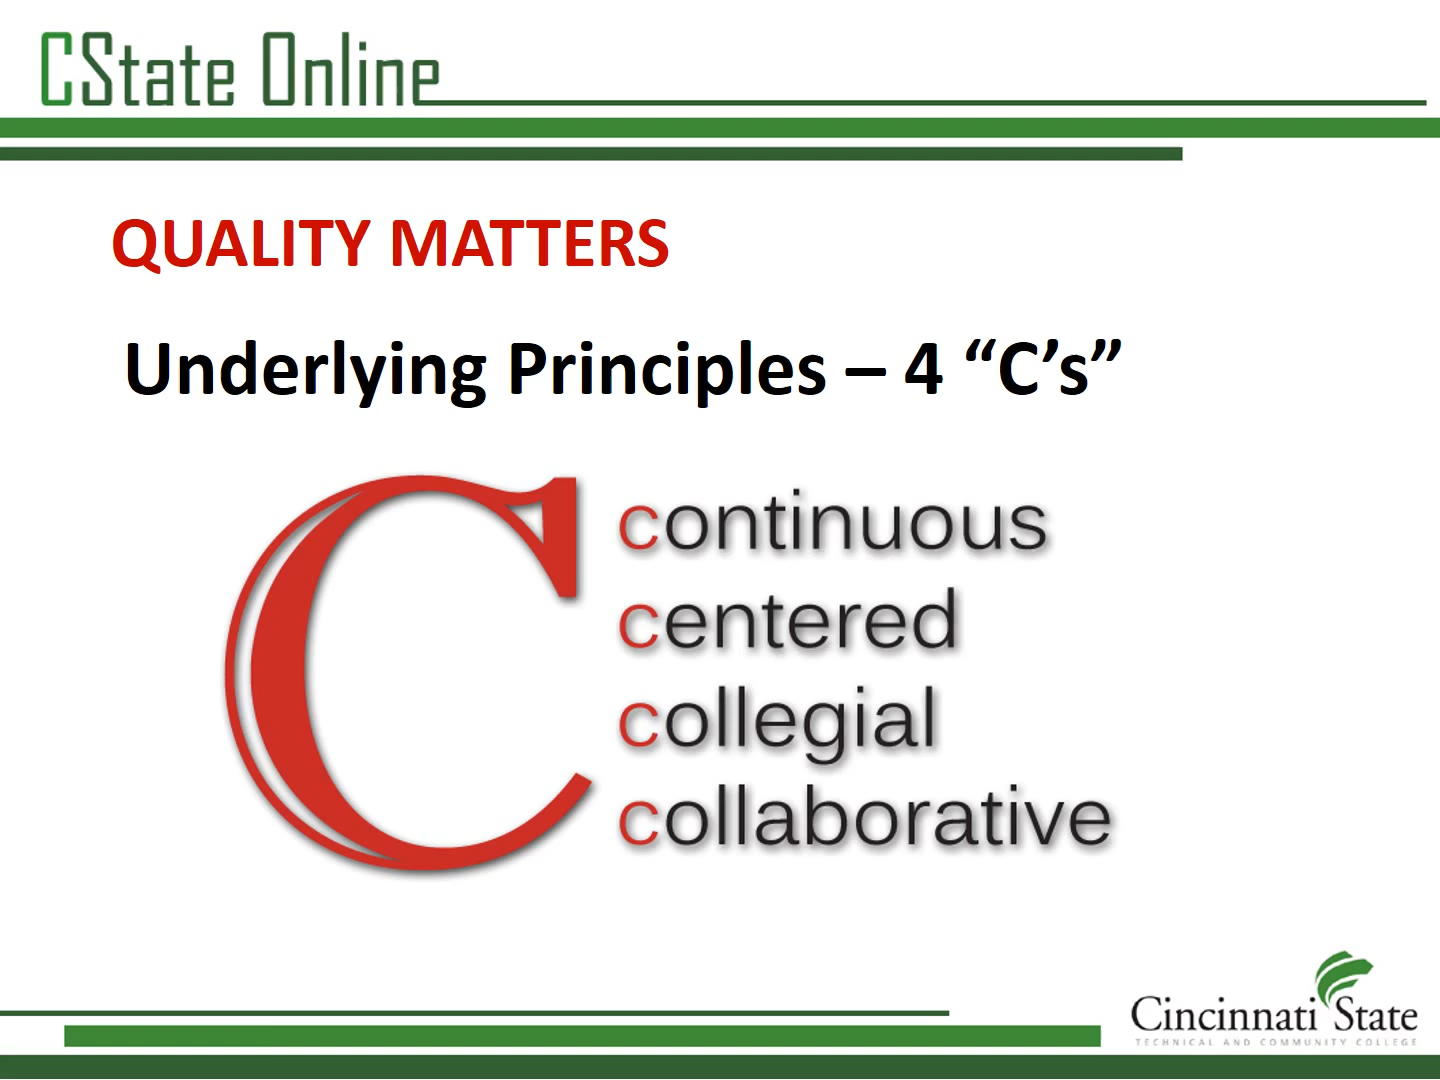 CState Online
QUALITY MATTERS
Underlying Principles – 4 “C’s”
C
continuous
centered
collegial
collaborative
Cincinnati State
TECHNICAL AND COMMUNITY COLLEGE